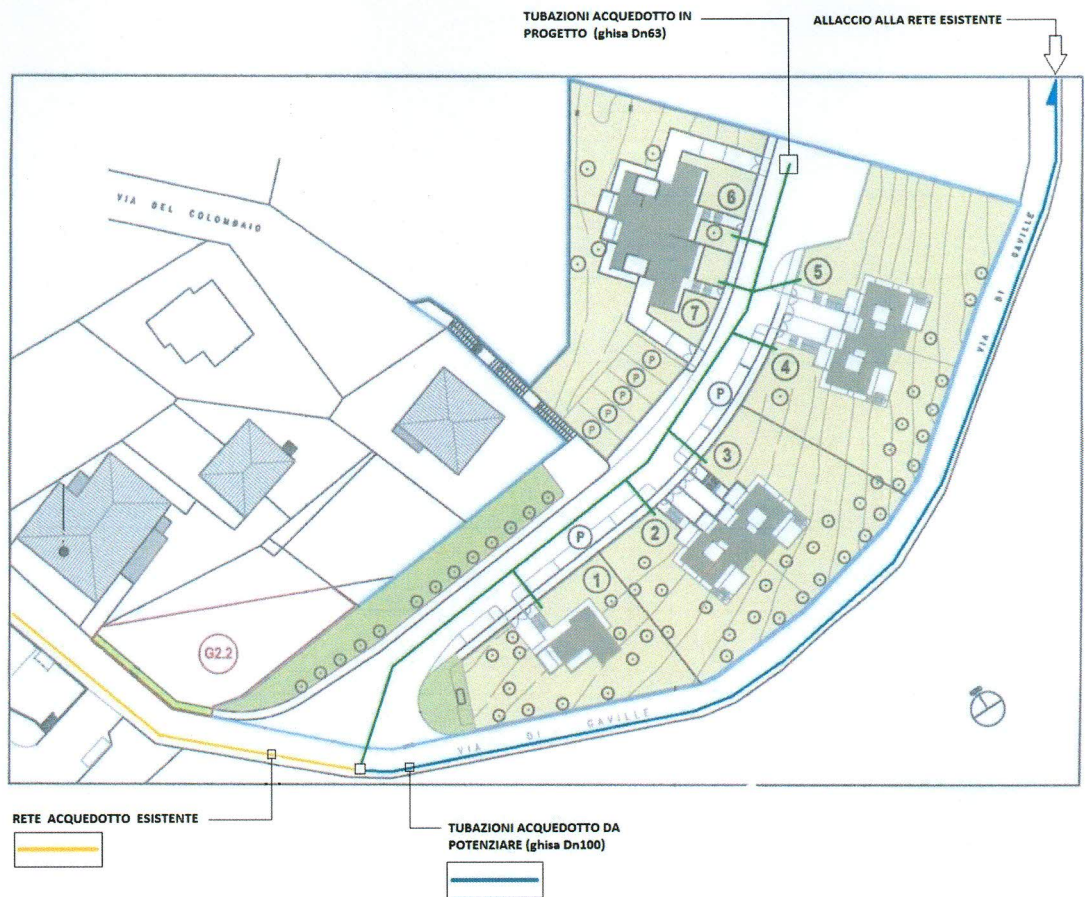 TUBAZIONI ACQUEDOTTO IN
PROGETTO (ghisa Dn63)
ALLACCIO ALLA RETE ESISTENTE
VIA DEL COLOMBAIO
6
7
5
4
3
2
1
P
P
P
P
P
P
P
G2.2
VIA DI GAVILLE
VIA DI GAVILLE
RETE ACQUEDOTTO ESISTENTE
TUBAZIONI ACQUEDOTTO DA
POTENZIARE (ghisa Dn100)